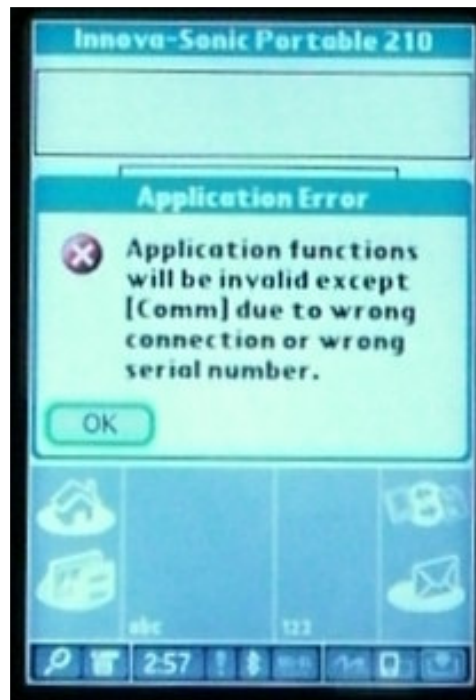 Innova-Sonic Portable 210
Application Error
Application functions
will be invalid except
[Comm] due to wrong
connection or wrong
serial number.
OK
abc
123
2:57